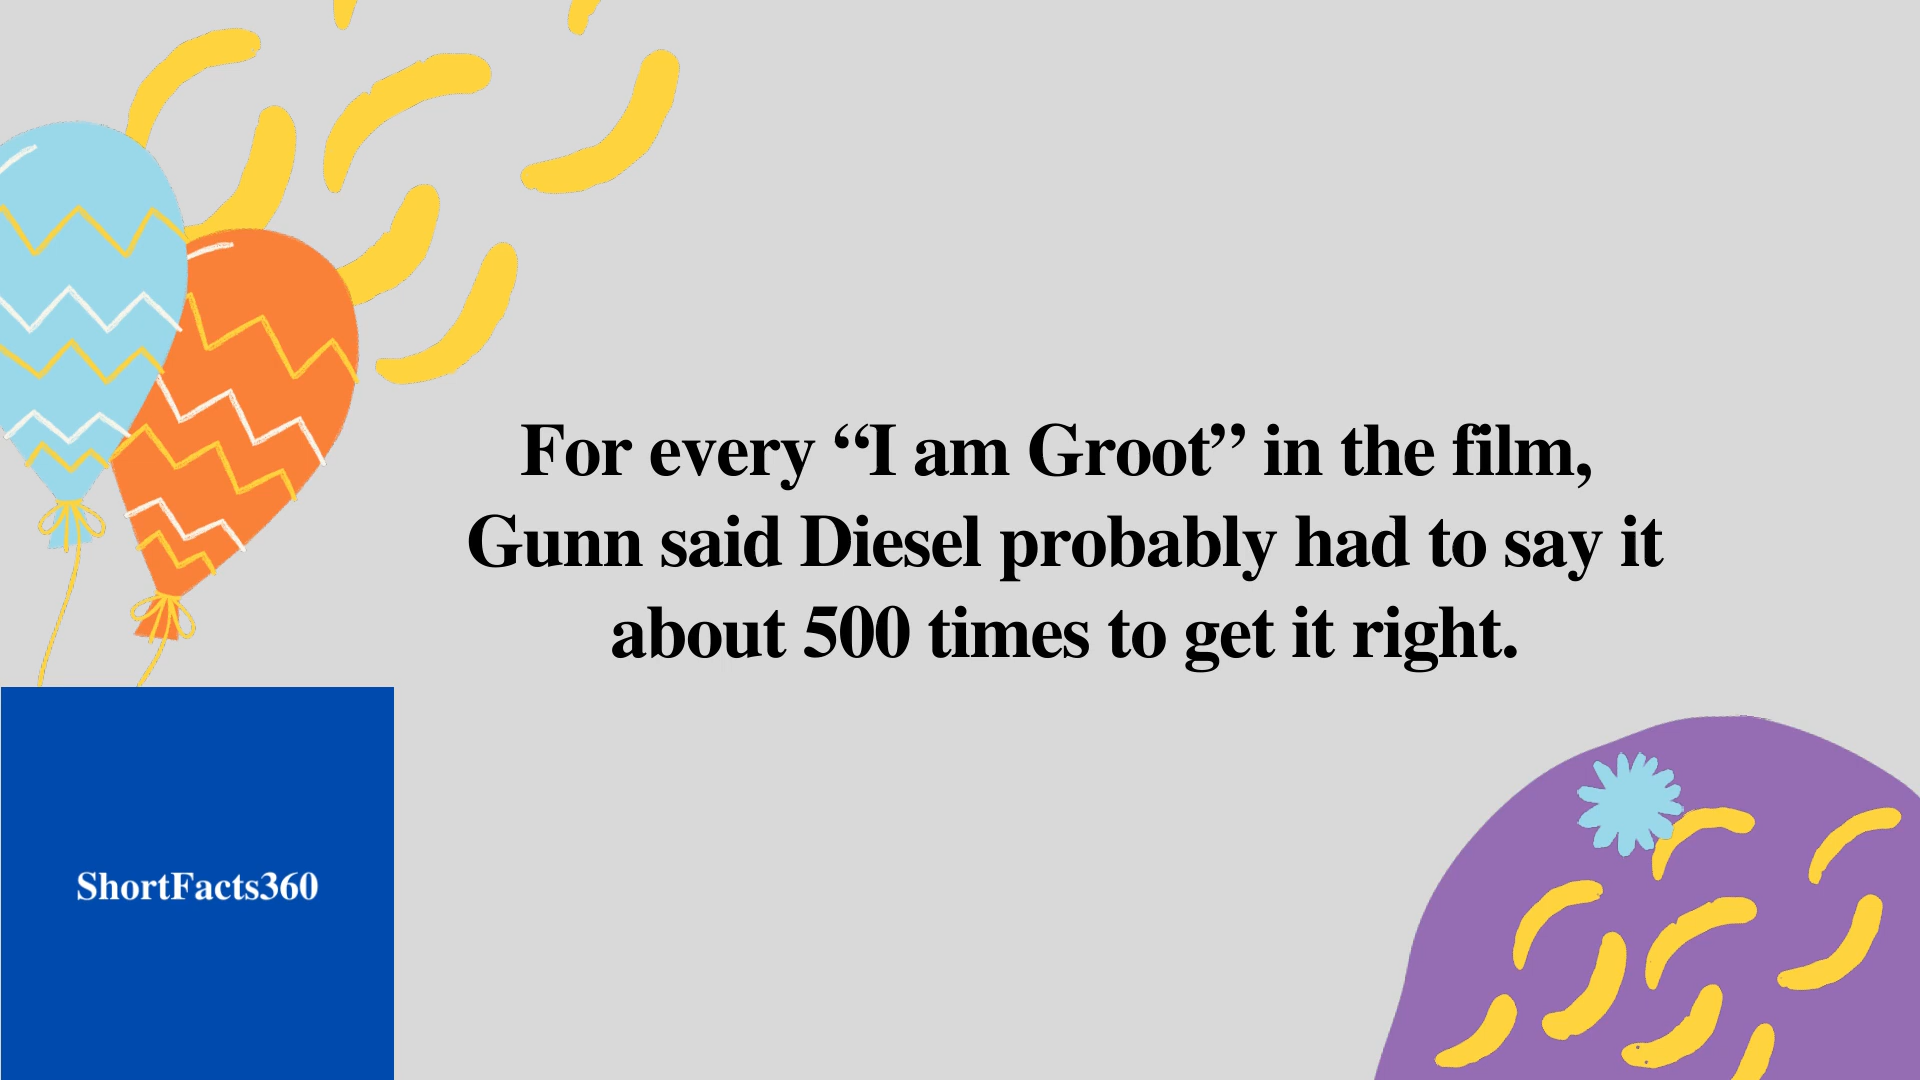 For every “I am Groot” in the film,
Gunn said Diesel probably had to say it
about 500 times to get it right.
ShortFacts360